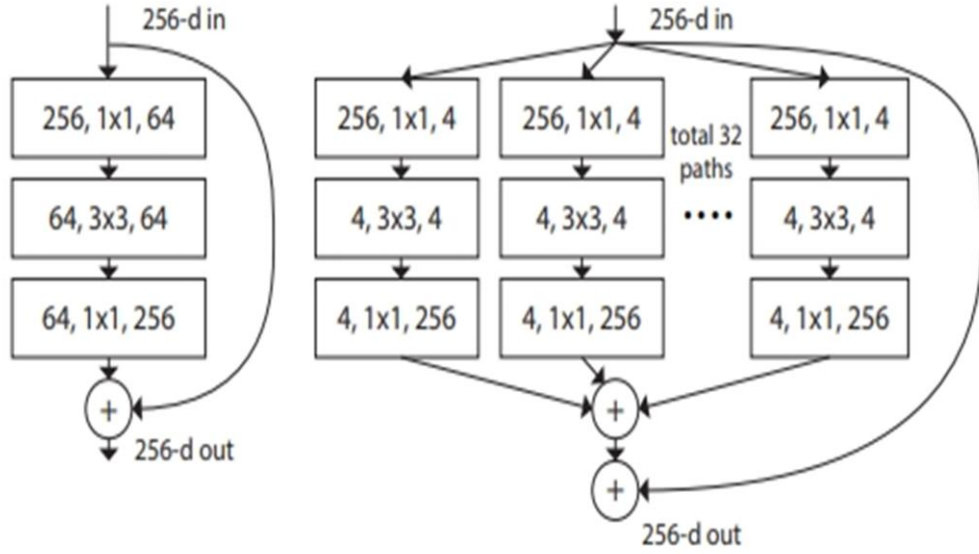 256-d in
256, 1x1, 64
64, 3x3, 64
64, 1x1, 256
+
256-d out
256-d in
256, 1x1, 4
256, 1x1, 4
total 32
paths
256, 1x1, 4
4, 3x3, 4
4, 3x3, 4
....
4, 3x3, 4
4, 1x1, 256
4, 1x1, 256
4, 1x1, 256
+
+
256-d out